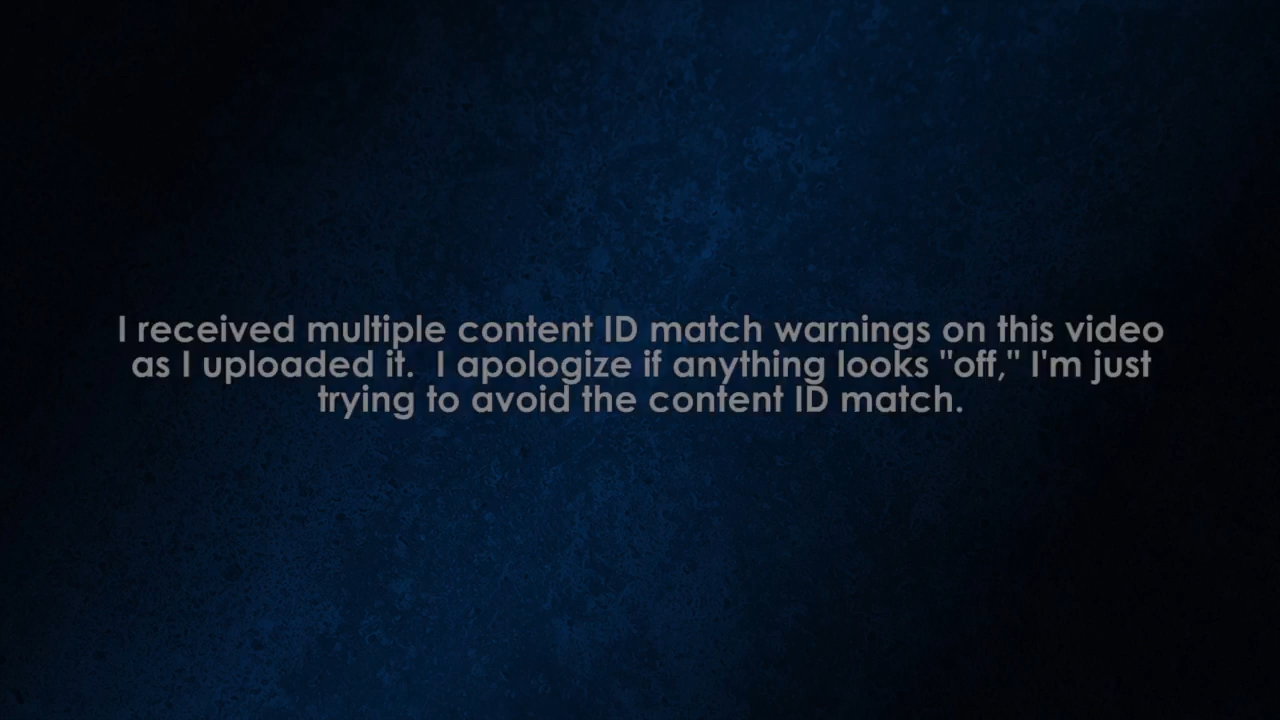 I received multiple content ID match warnings on this video
as I uploaded it.  I apologize if anything looks "off," I'm just
trying to avoid the content ID match.